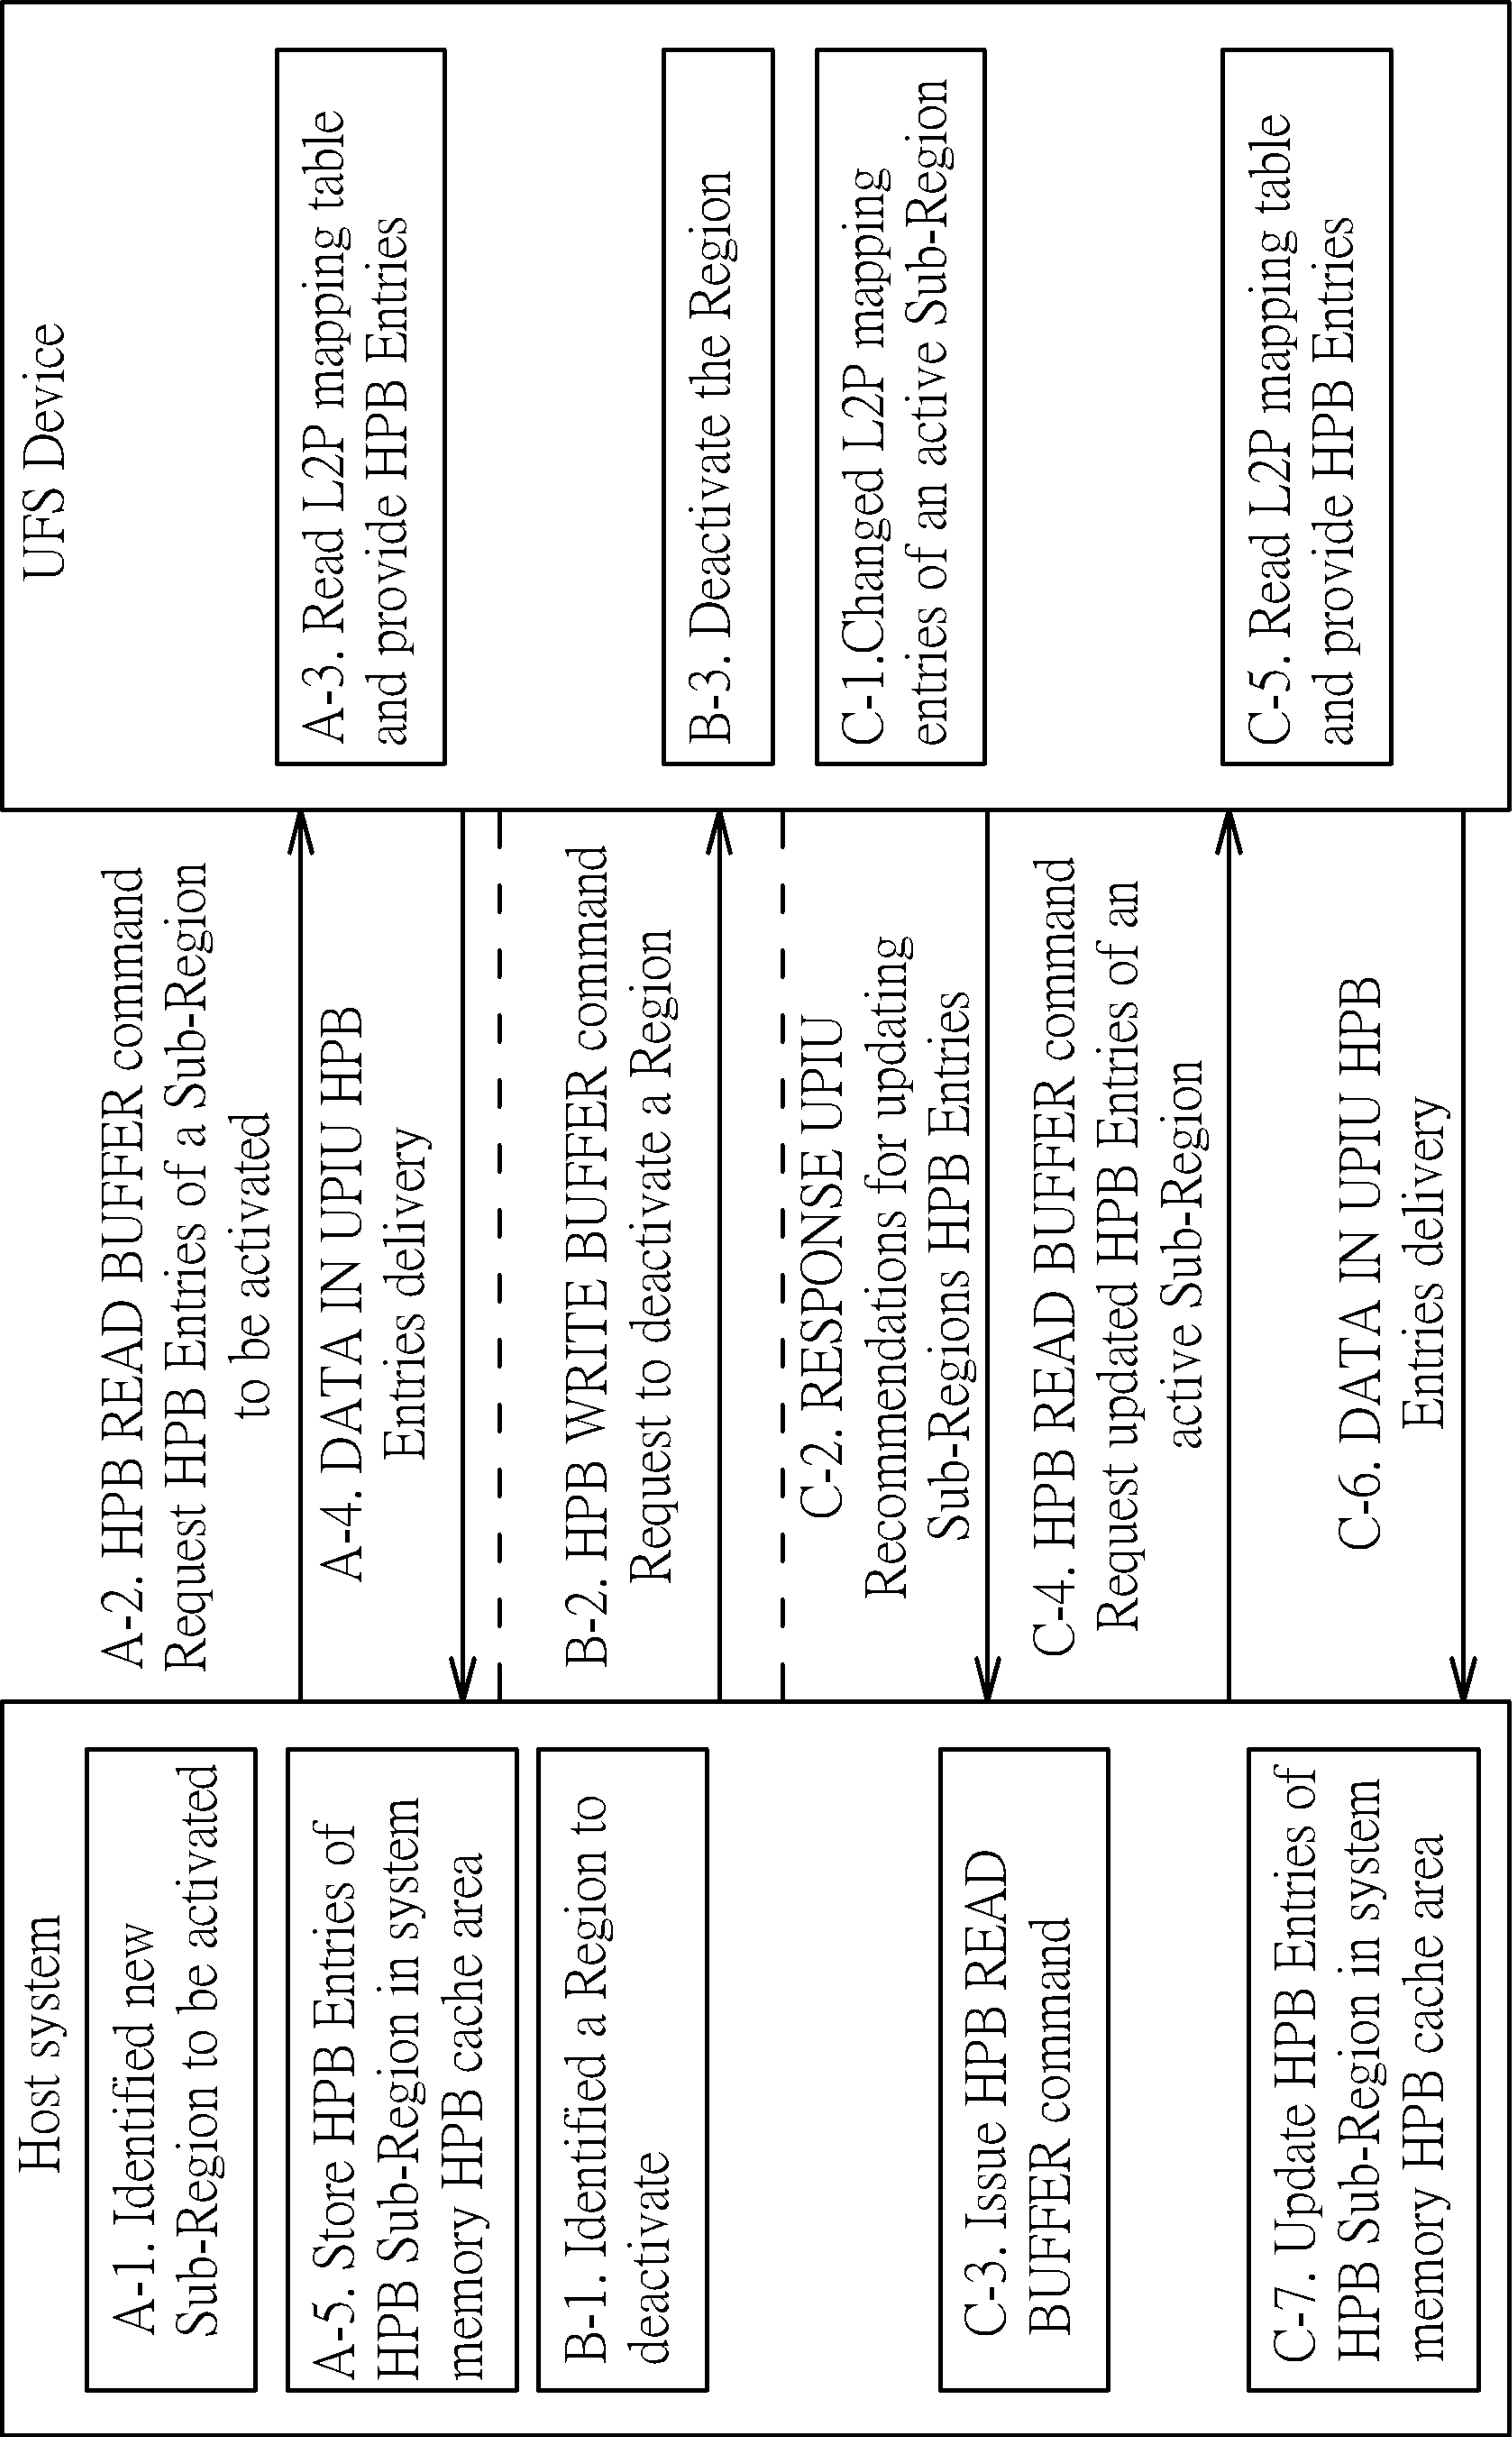 Host system
A-1. Identified new
Sub-Region to be activated
A-5. Store HPB Entries of
HPB Sub-Region in system
memory HPB cache area
B-1. Identified a Region to
deactivate
C-3. Issue HPB READ
BUFFER command
C-7. Update HPB Entries of
HPB Sub-Region in system
memory HPB cache area
A-2. HPB READ BUFFER command
Request HPB Entries of a Sub-Region
to be activated
A-4. DATA IN UPIU HPB
Entries delivery
B-2. HPB WRITE BUFFER command
Request to deactivate a Region
C-2. RESPONSE UPIU
Recommendations for updating
Sub-Regions HPB Entries
C-4. HPB READ BUFFER command
Request updated HPB Entries of an
active Sub-Region
C-6. DATA IN UPIU HPB
Entries delivery
UFS Device
A-3. Read L2P mapping table
and provide HPB Entries
B-3. Deactivate the Region
C-1.Changed L2P mapping
entries of an active Sub-Region
C-5. Read L2P mapping table
and provide HPB Entries